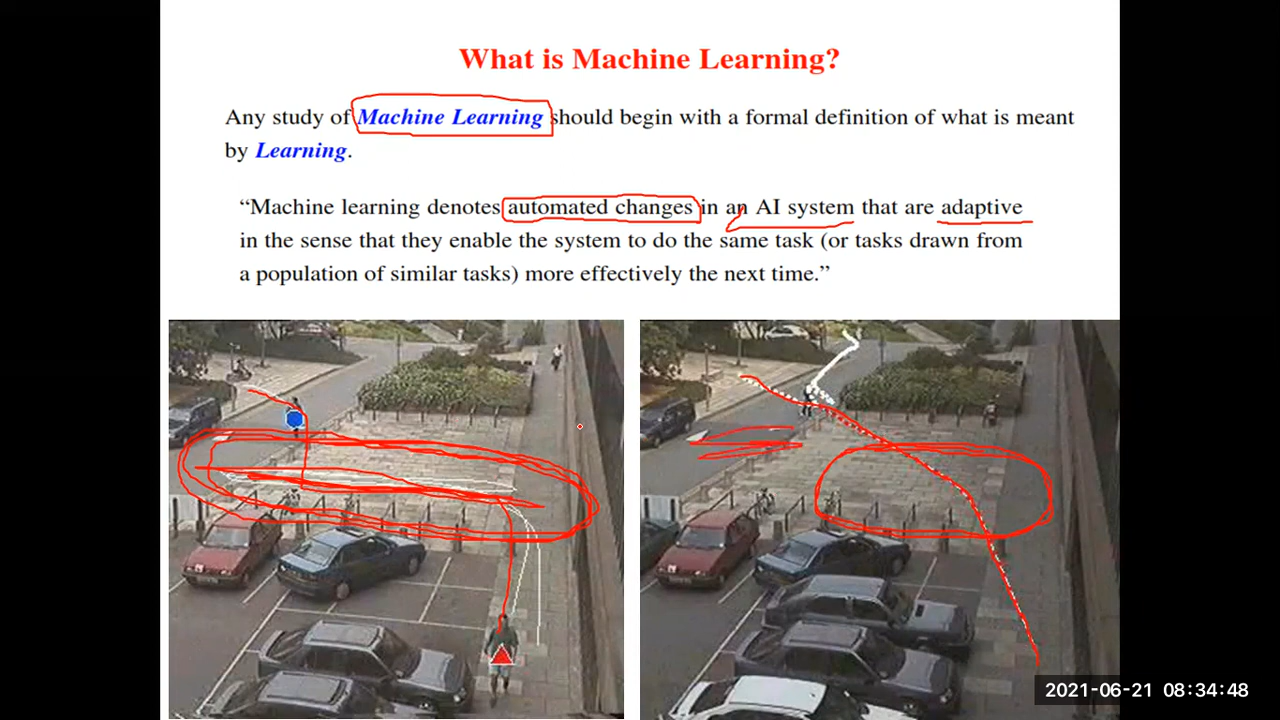 What is Machine Learning?
Any study of Machine Learning should begin with a formal definition of what is meant
by Learning.
“Machine learning denotes automated changes in an AI system that are adaptive
in the sense that they enable the system to do the same task (or tasks drawn from
a population of similar tasks) more effectively the next time.”
2021-06-21 08:34:48